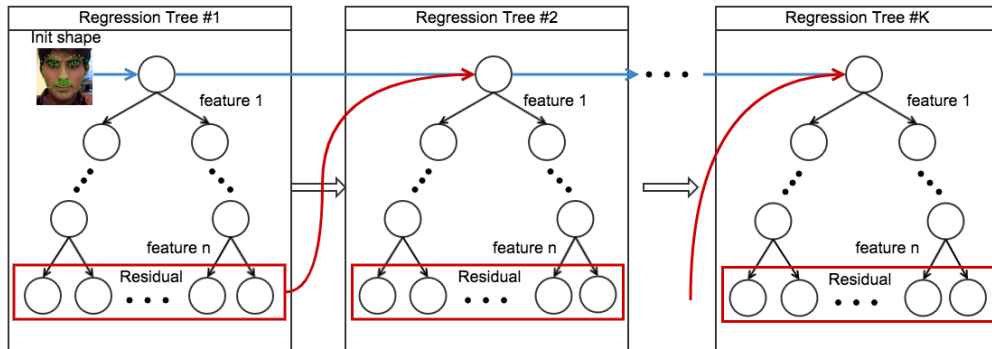 Regression Tree #1
Regression Tree #2
Regression Tree #K
Init shape
feature 1
feature 1
feature 1
feature n
feature n
feature n
Residual
Residual
Residual